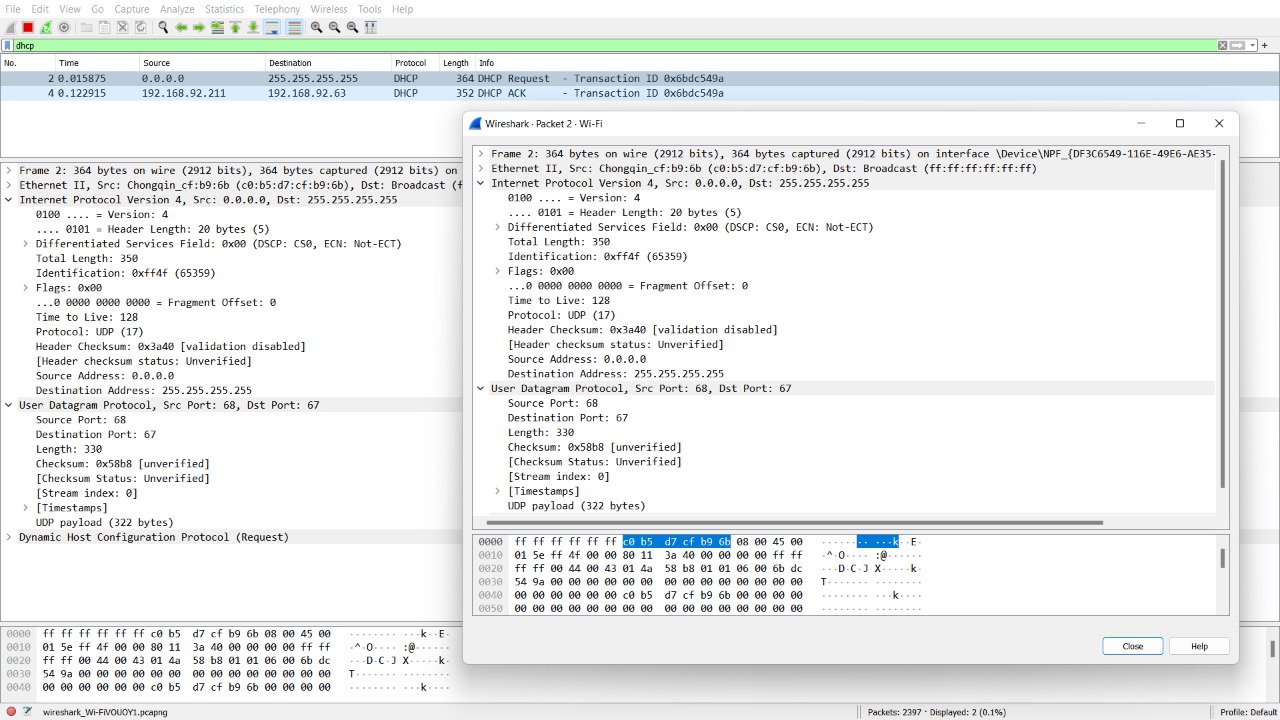 File Edit View Go Capture Analyze Statistics Telephony Wireless Tools Help
dhcp
No. Time Source Destination Protocol Length Info
2 0.015875 0.0.0.0 255.255.255.255 DHCP 364 DHCP Request - Transaction ID 0x6bdc549a
4 0.122915 192.168.92.211 192.168.92.63 DHCP 352 DHCP ACK - Transaction ID 0x6bdc549a
Frame 2: 364 bytes on wire (2912 bits), 364 bytes captured (2912 bits) on
Ethernet II, Src: Chongqin_cf:b9:6b (c0:b5:d7:cf:b9:6b), Dst: Broadcast (f
Internet Protocol Version 4, Src: 0.0.0.0, Dst: 255.255.255.255
0100 .... = Version: 4
.... 0101 = Header Length: 20 bytes (5)
Differentiated Services Field: 0x00 (DSCP: CS0, ECN: Not-ECT)
Total Length: 350
Identification: 0xff4f (65359)
Flags: 0x00
...0 0000 0000 0000 = Fragment Offset: 0
Time to Live: 128
Protocol: UDP (17)
Header Checksum: 0x3a40 [validation disabled]
[Header checksum status: Unverified]
Source Address: 0.0.0.0
Destination Address: 255.255.255.255
User Datagram Protocol, Src Port: 68, Dst Port: 67
Source Port: 68
Destination Port: 67
Length: 330
Checksum: 0x58b8 [unverified]
[Checksum Status: Unverified]
[Stream index: 0]
[Timestamps]
UDP payload (322 bytes)
Dynamic Host Configuration Protocol (Request)
0000 ff ff ff ff ff ff c0 b5 d7 cf b9 6b 08 00 45 00 ········ ···k··E·
0010 01 5e ff 4f 00 00 80 11 3a 40 00 00 00 00 ff ff ·^·O···· :@······
0020 ff ff 00 44 00 43 01 4a 58 b8 01 01 06 00 6b dc ···D·C·J X·····k·
0030 54 9a 00 00 00 00 00 00 00 00 00 00 00 00 00 00 T······· ········
0040 00 00 00 00 00 00 c0 b5 d7 cf b9 6b 00 00 00 00 ········ ···k····
Wireshark · Packet 2 · Wi-Fi
Frame 2: 364 bytes on wire (2912 bits), 364 bytes captured (2912 bits) on interface \Device\NPF_{DF3C6549-116E-49E6-AE35-
Ethernet II, Src: Chongqin_cf:b9:6b (c0:b5:d7:cf:b9:6b), Dst: Broadcast (ff:ff:ff:ff:ff:ff)
Internet Protocol Version 4, Src: 0.0.0.0, Dst: 255.255.255.255
0100 .... = Version: 4
.... 0101 = Header Length: 20 bytes (5)
Differentiated Services Field: 0x00 (DSCP: CS0, ECN: Not-ECT)
Total Length: 350
Identification: 0xff4f (65359)
Flags: 0x00
...0 0000 0000 0000 = Fragment Offset: 0
Time to Live: 128
Protocol: UDP (17)
Header Checksum: 0x3a40 [validation disabled]
[Header checksum status: Unverified]
Source Address: 0.0.0.0
Destination Address: 255.255.255.255
User Datagram Protocol, Src Port: 68, Dst Port: 67
Source Port: 68
Destination Port: 67
Length: 330
Checksum: 0x58b8 [unverified]
[Checksum Status: Unverified]
[Stream index: 0]
[Timestamps]
UDP payload (322 bytes)
0000 ff ff ff ff ff ff c0 b5 d7 cf b9 6b 08 00 45 00 ········ ···k··E·
0010 01 5e ff 4f 00 00 80 11 3a 40 00 00 00 00 ff ff ·^·O···· :@······
0020 ff ff 00 44 00 43 01 4a 58 b8 01 01 06 00 6b dc ···D·C·J X·····k·
0030 54 9a 00 00 00 00 00 00 00 00 00 00 00 00 00 00 T······· ········
0040 00 00 00 00 00 00 c0 b5 d7 cf b9 6b 00 00 00 00 ········ ···k····
0050 00 00 00 00 00 00 00 00 00 00 00 00 00 00 00 00 ········ ········
Close Help
wireshark_Wi-FiVOUOY1.pcapng Packets: 2397 · Displayed: 2 (0.1%) Profile: Default